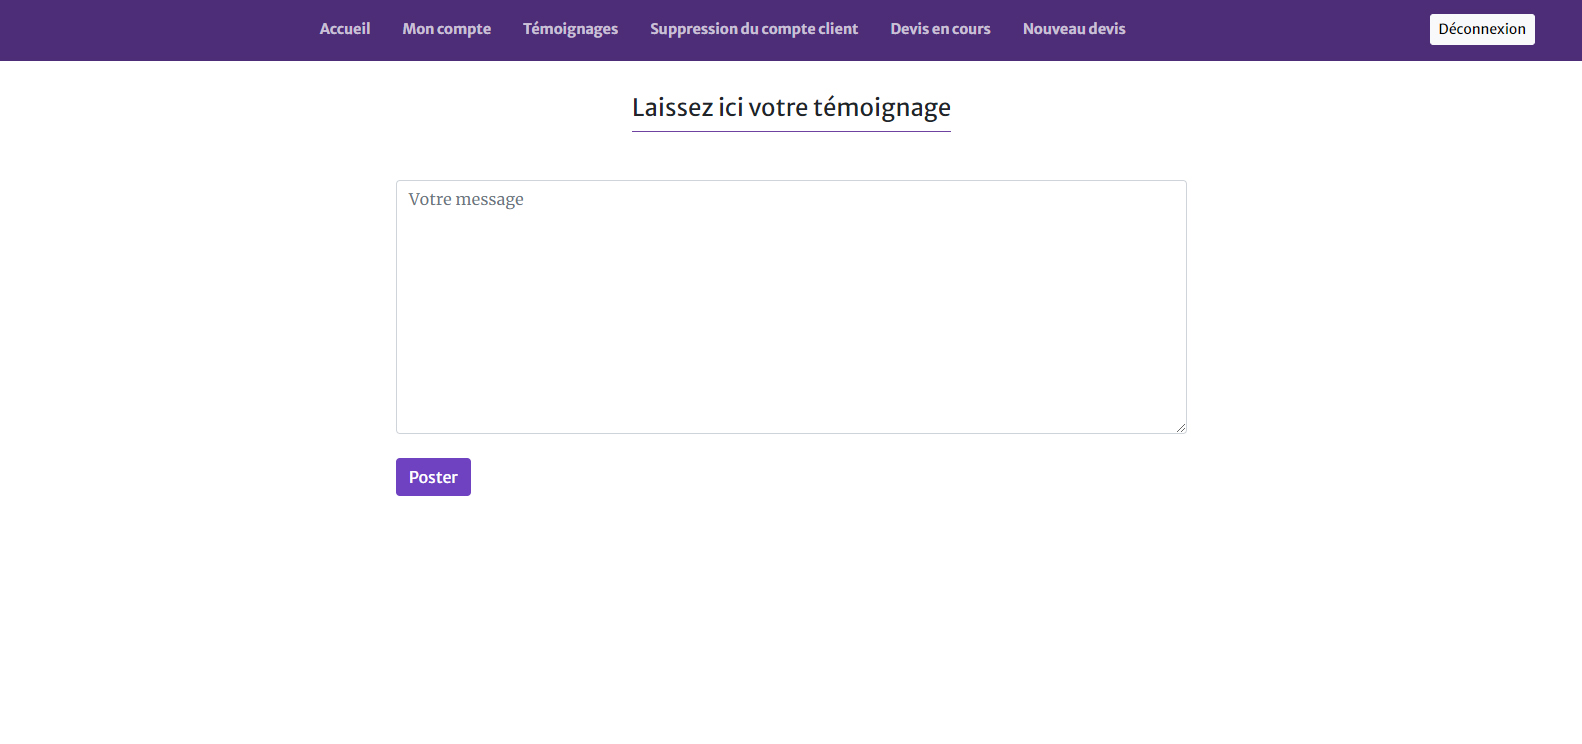 Accueil Mon compte Témoignages Suppression du compte client Devis en cours Nouveau devis Déconnexion
Laissez ici votre témoignage
Votre message
Poster